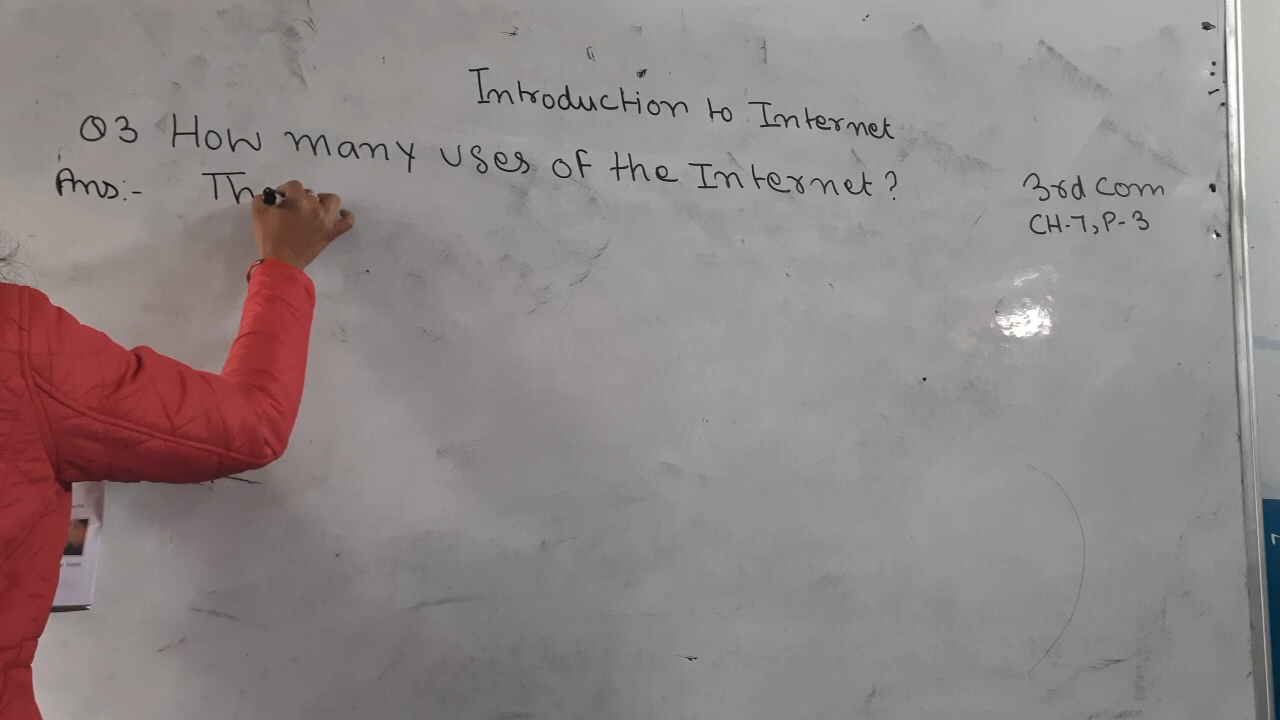 Introduction to Internet
Q3 How many uses of the Internet?
Ans:- Th
3rd Com
CH-7, P-3